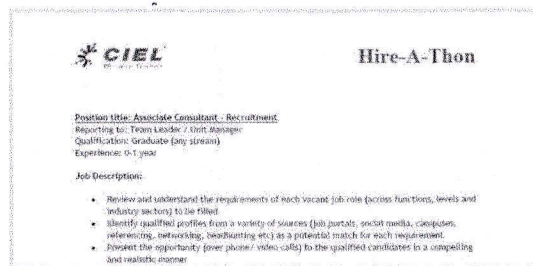 CIEL
Hire-A-Thon
Position title: Associate Consultant - Recruitment
Reporting to: Team Leader / Unit Manager
Qualification: Graduate (any stream)
Experience: 0-1 year
Job Description:
• Review and understand the requirements of each vacant job role (across functions, levels and
industry sectors) to be filled
• Identify qualified profiles from a variety of sources (job portals, social media, campuses,
referencing, networking, headhunting etc) as a potential match for each requirement.
• Present the opportunity (over phone / video calls) to the qualified candidates in a compelling
and realistic manner